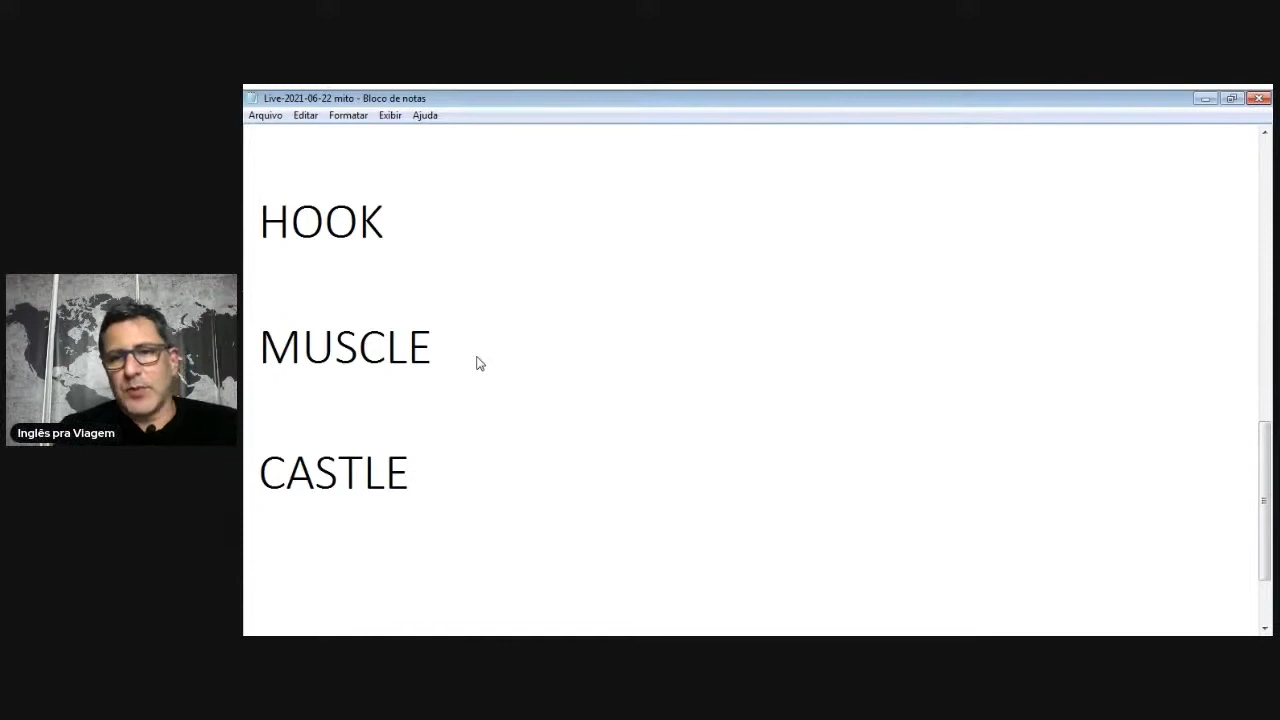 Live-2021-06-22 mito - Bloco de notas
Arquivo Editar Formatar Exibir Ajuda
HOOK
MUSCLE
Inglês pra Viagem
CASTLE